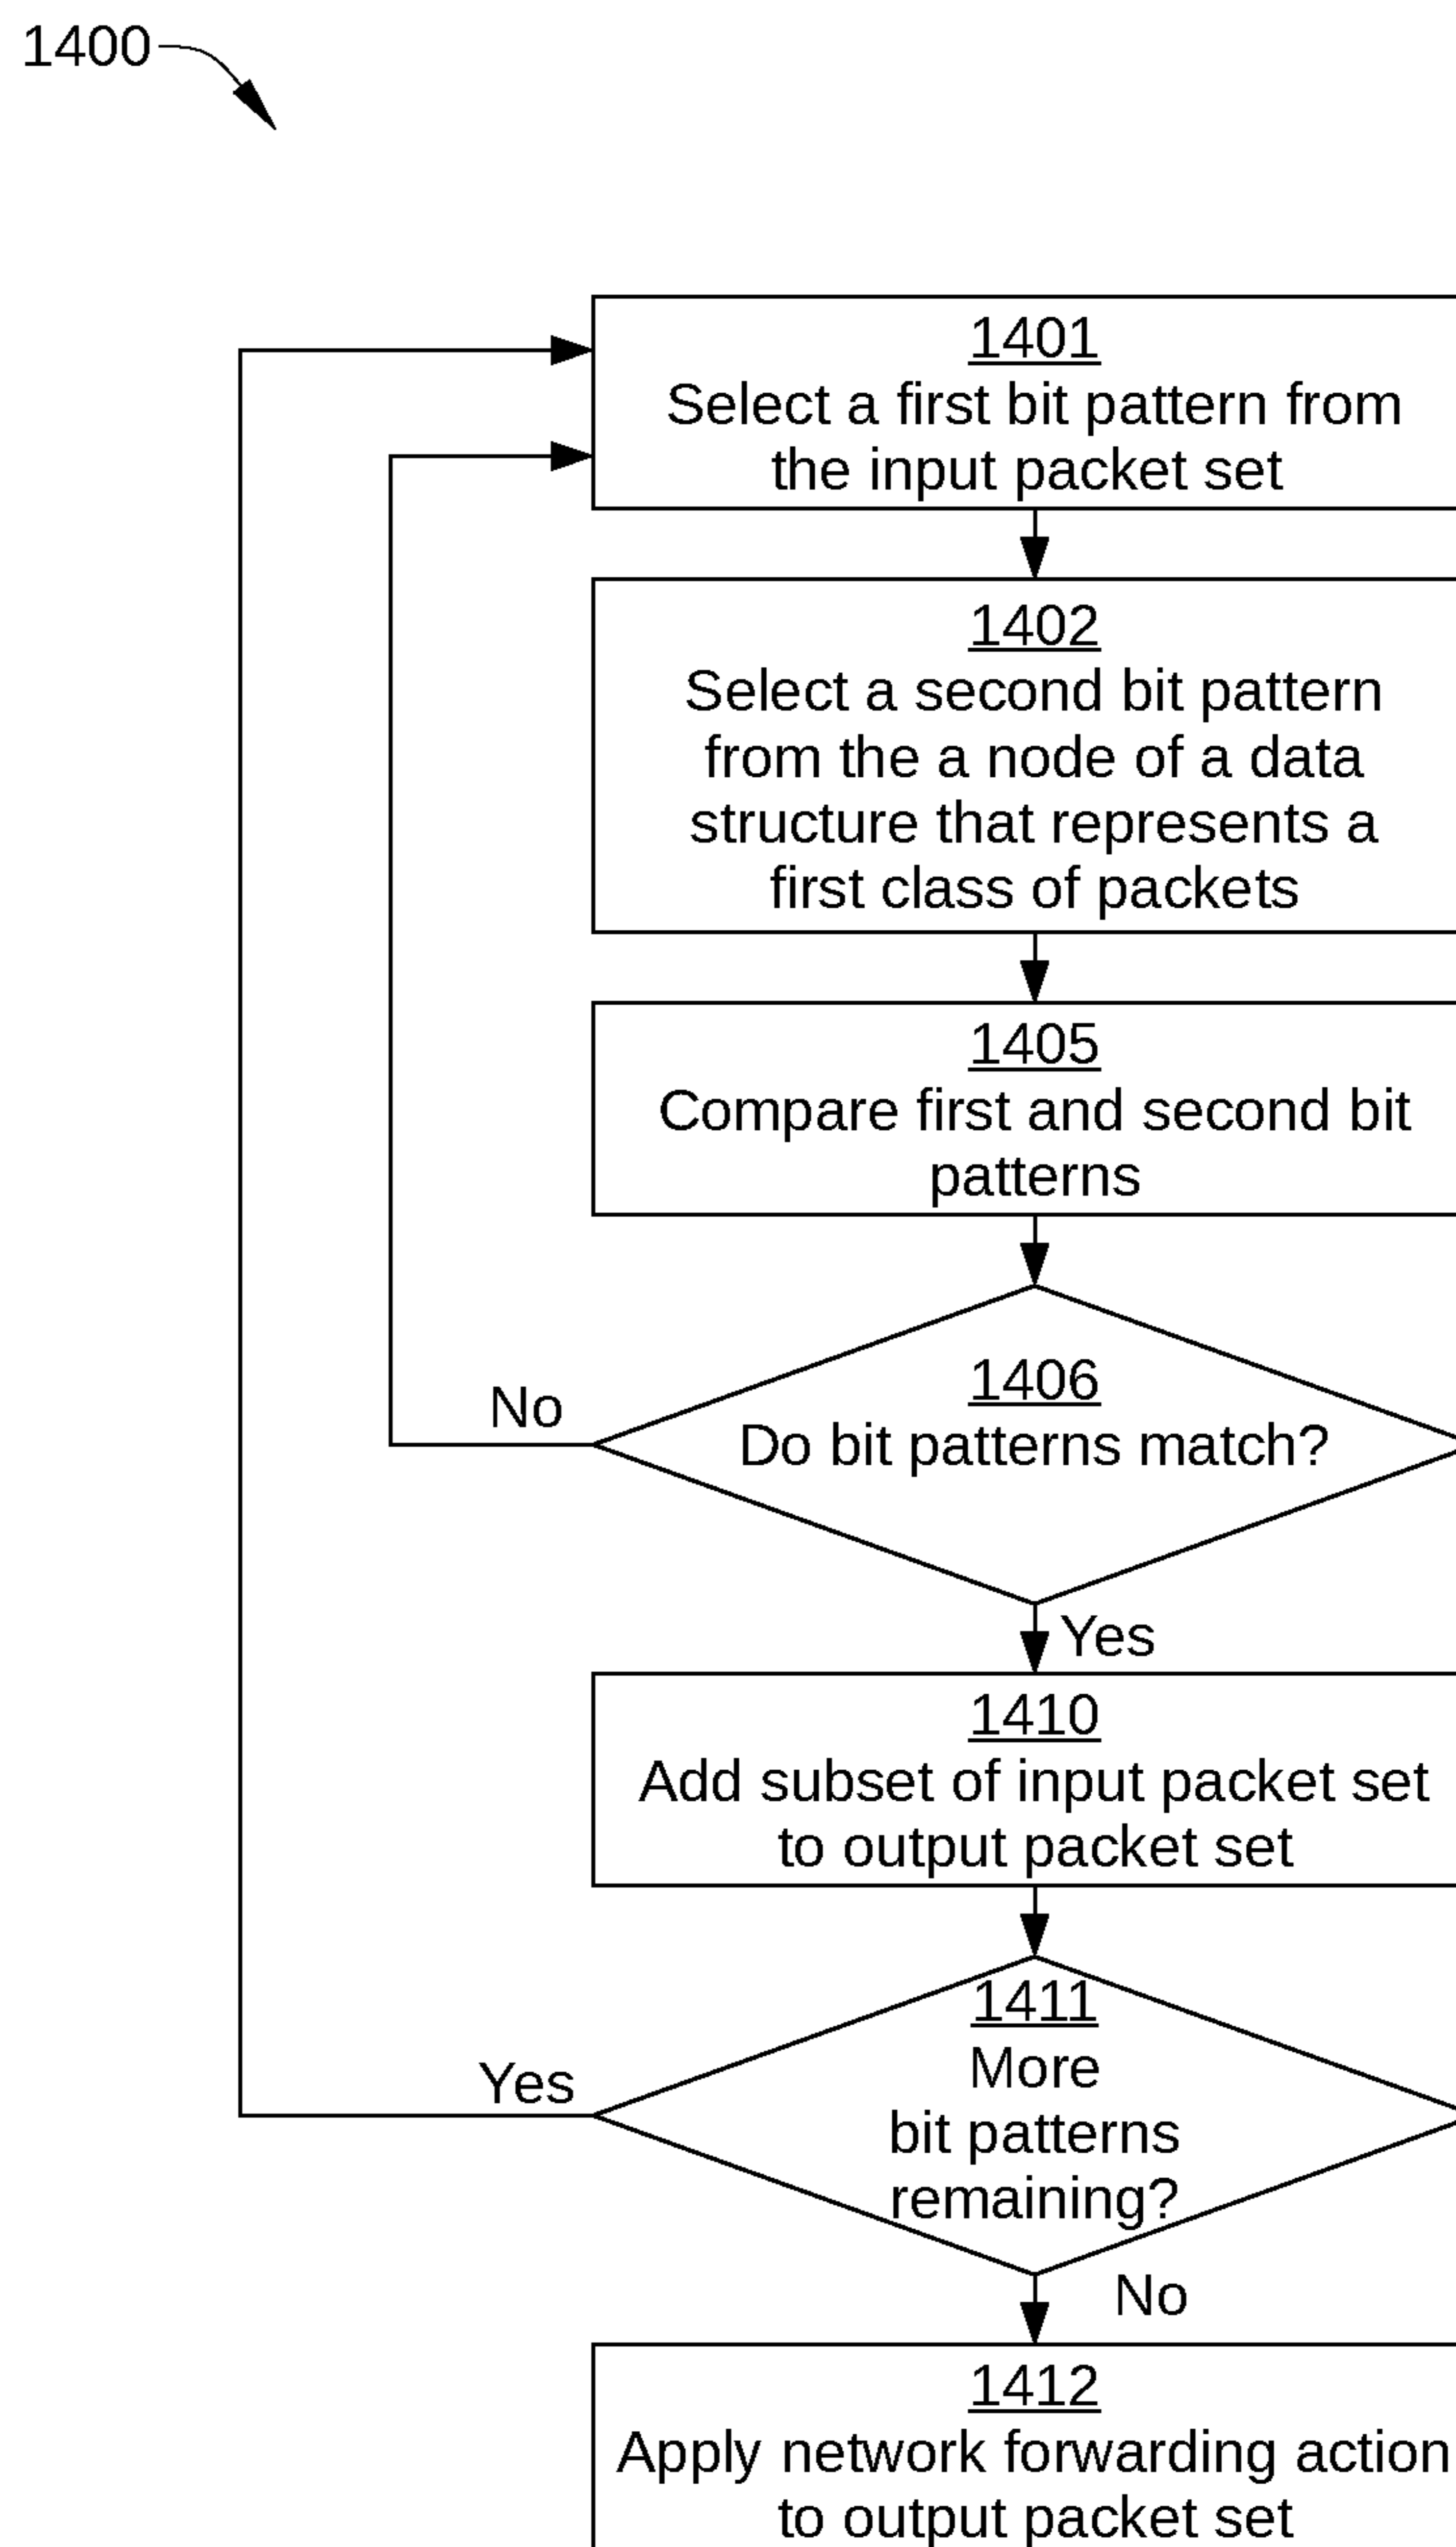 1400
1401
Select a first bit pattern from
the input packet set
1402
Select a second bit pattern
from the a node of a data
structure that represents a
first class of packets
1405
Compare first and second bit
patterns
1406
Do bit patterns match?
No
Yes
1410
Add subset of input packet set
to output packet set
1411
More
bit patterns
remaining?
Yes
No
1412
Apply network forwarding action
to output packet set